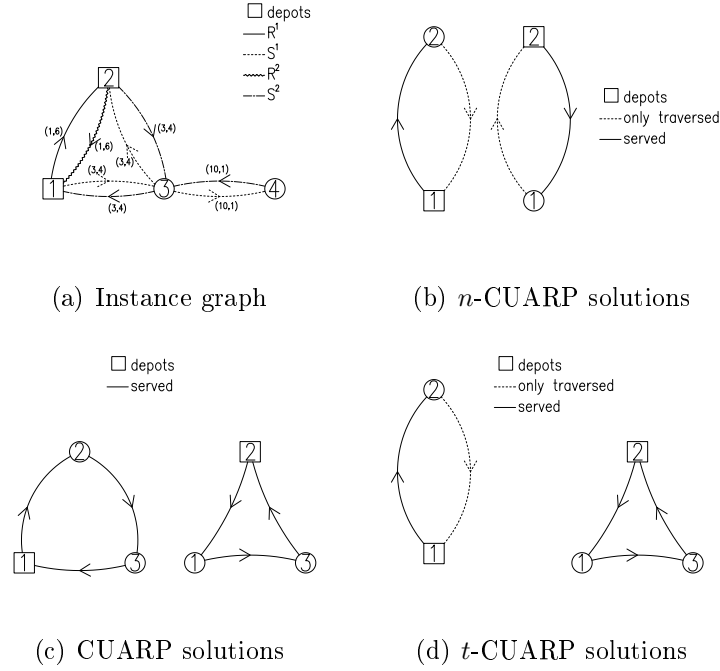 depots
R¹
S¹
R²
S²
2
(1,6)
(1,6)
(3,4)
(3,4)
(3,4)
(10,1)
1
3
4
(3,4)
(10,1)
(a) Instance graph
2
2
depots
only traversed
served
1
1
(b) n-CUARP solutions
depots
served
2
2
1
3
1
3
(c) CUARP solutions
depots
only traversed
served
2
2
1
1
3
(d) t-CUARP solutions